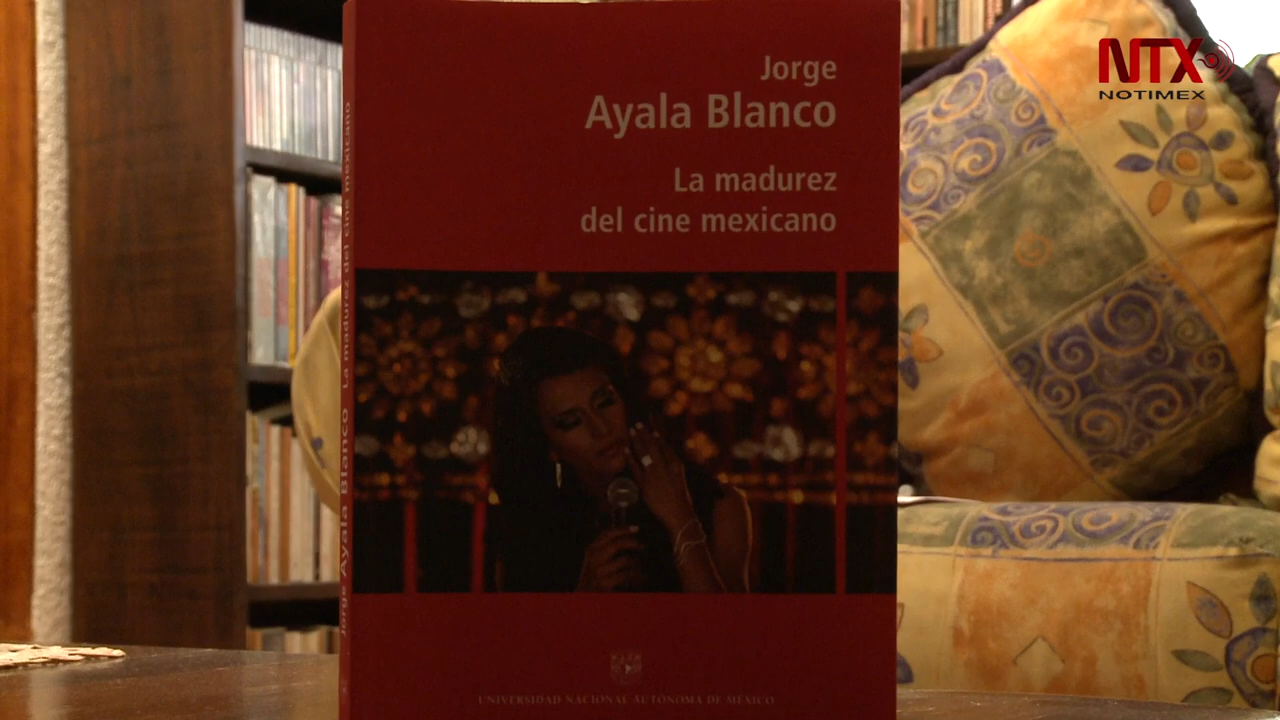 Jorge
Ayala Blanco
La madurez
del cine mexicano
UNIVERSIDAD NACIONAL AUTÓNOMA DE MÉXICO
Jorge Ayala Blanco La madurez del cine mexicano
NTX
NOTIMEX